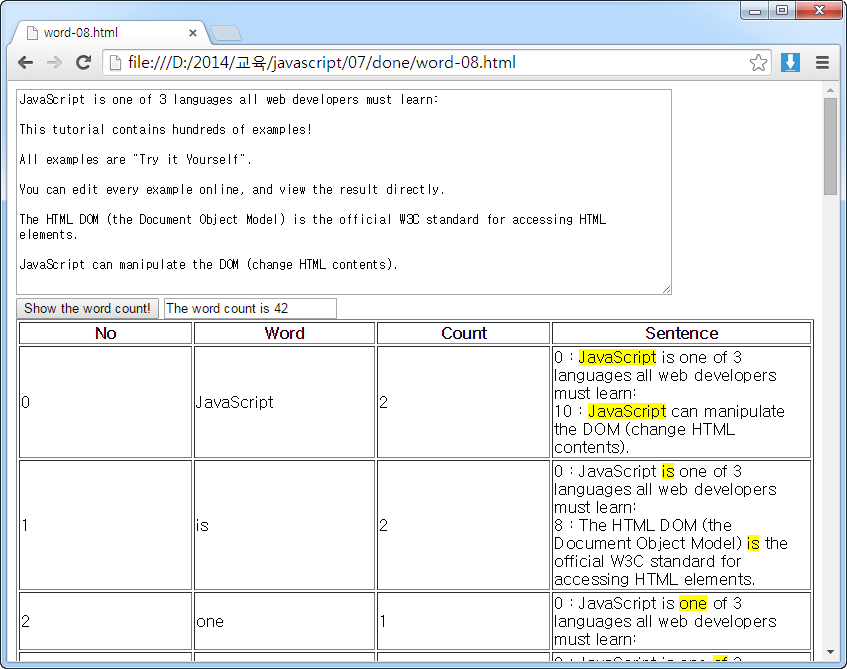 word-08.html
file:///D:/2014/교육/javascript/07/done/word-08.html
JavaScript is one of 3 languages all web developers must learn:
This tutorial contains hundreds of examples!
All examples are "Try it Yourself".
You can edit every example online, and view the result directly.
The HTML DOM (the Document Object Model) is the official W3C standard for accessing HTML
elements.
JavaScript can manipulate the DOM (change HTML contents).
Show the word count! The word count is 42
No Word Count Sentence
0 JavaScript 2
0 : JavaScript is one of 3
languages all web developers
must learn:
10 : JavaScript can manipulate
the DOM (change HTML
contents).
1 is 2
0 : JavaScript is one of 3
languages all web developers
must learn:
8 : The HTML DOM (the
Document Object Model) is the
official W3C standard for
accessing HTML elements.
2 one 1
0 : JavaScript is one of 3
languages all web developers
must learn:
0 : JavaScript is one of 3